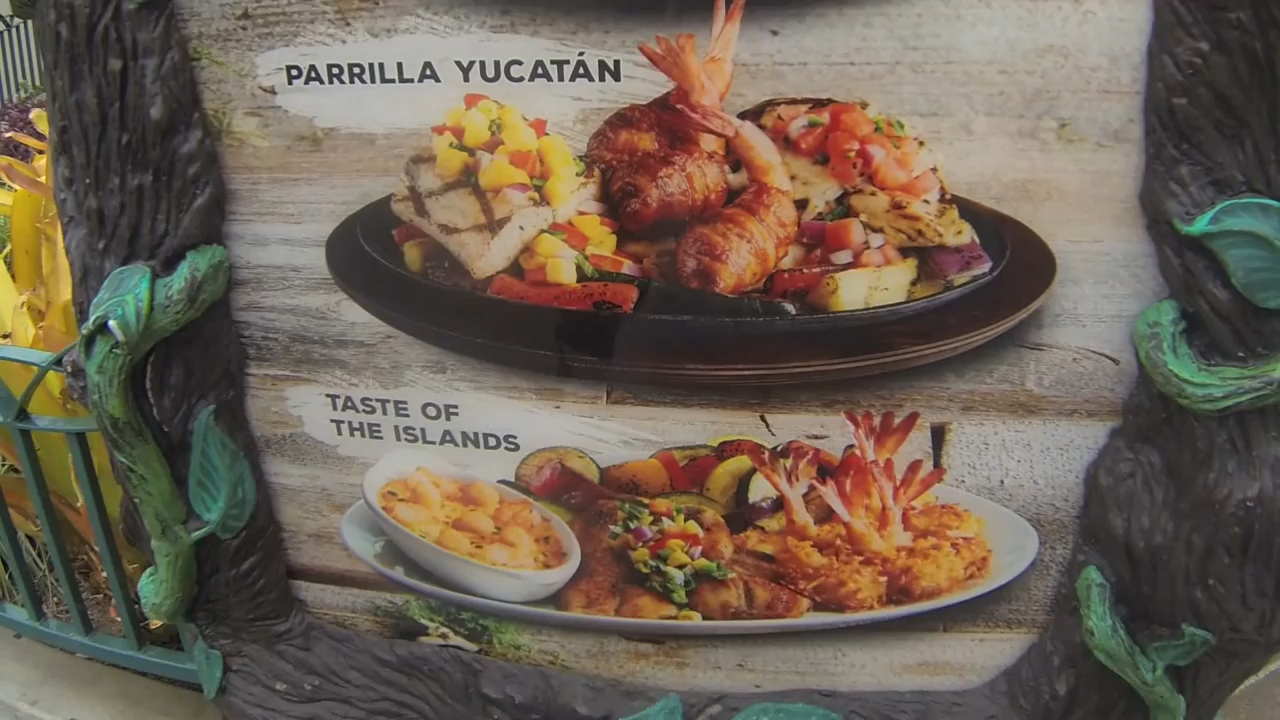 PARRILLA YUCATÁN
TASTE OF
THE ISLANDS